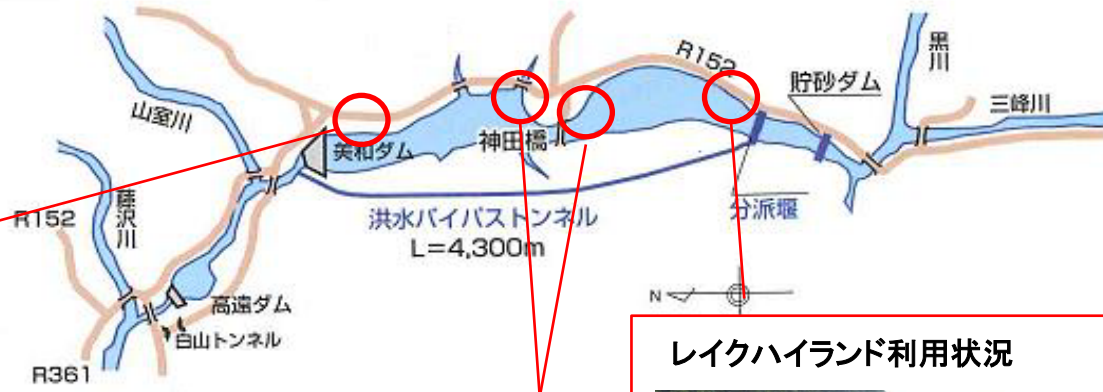 黒川
R152
貯砂ダム
三峰川
山室川
神田橋
美和ダム
藤沢川
R152
洪水バイパストンネル
L=4,300m
分派堰
N
高遠ダム
白山トンネル
R361
レイクハイランド利用状況